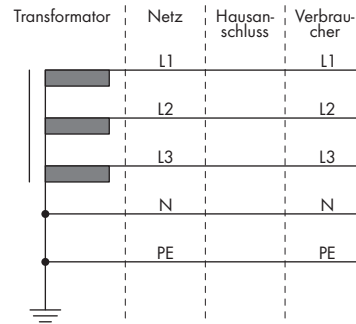 Transformator
Netz
Hausan-
schluss
Verbrau-
cher
L1
L1
L2
L2
L3
L3
N
N
PE
PE